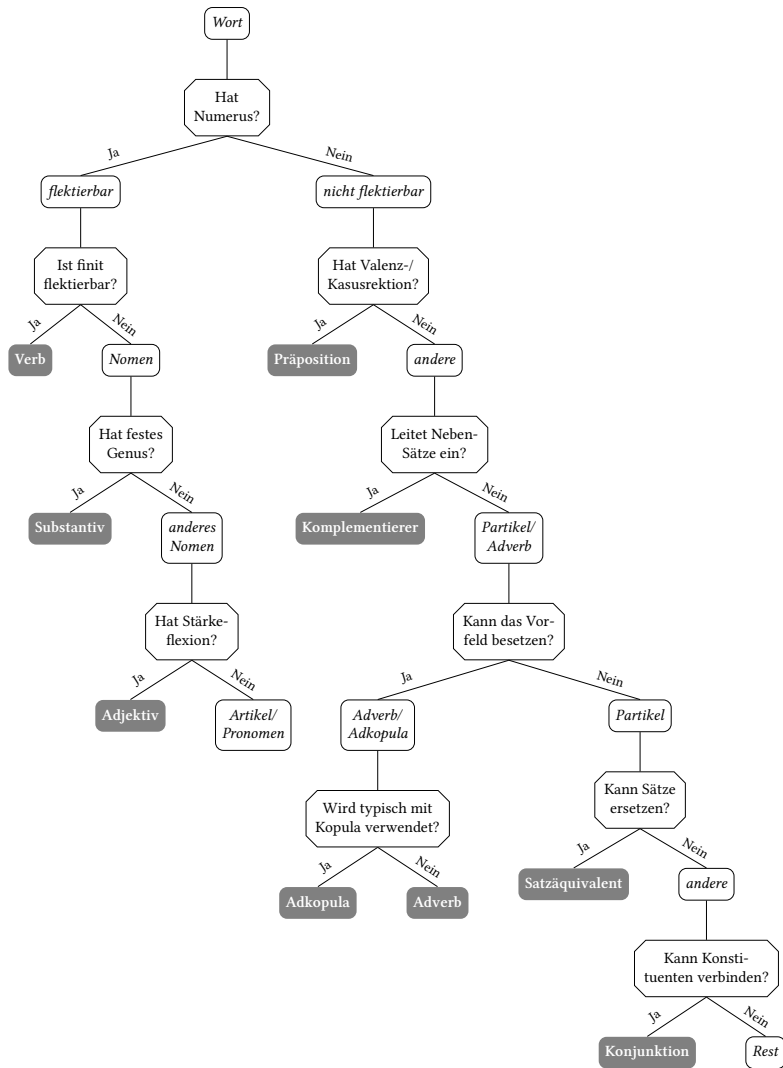 Wort
Hat
Numerus?
Ja
Nein
flektierbar
nicht flektierbar
Ist finit
flektierbar?
Hat Valenz-/
Kasusrektion?
Ja
Nein
Ja
Nein
Verb
Nomen
Präposition
andere
Hat festes
Genus?
Leitet Neben-
Sätze ein?
Ja
Nein
Ja
Nein
Substantiv
anderes
Nomen
Komplementierer
Partikel/
Adverb
Hat Stärke-
flexion?
Kann das Vor-
feld besetzen?
Ja
Nein
Ja
Nein
Adjektiv
Artikel/
Pronomen
Adverb/
Adkopula
Partikel
Wird typisch mit
Kopula verwendet?
Kann Sätze
ersetzen?
Ja
Nein
Ja
Nein
Adkopula
Adverb
Satzäquivalent
andere
Kann Konsti-
tuenten verbinden?
Ja
Nein
Konjunktion
Rest